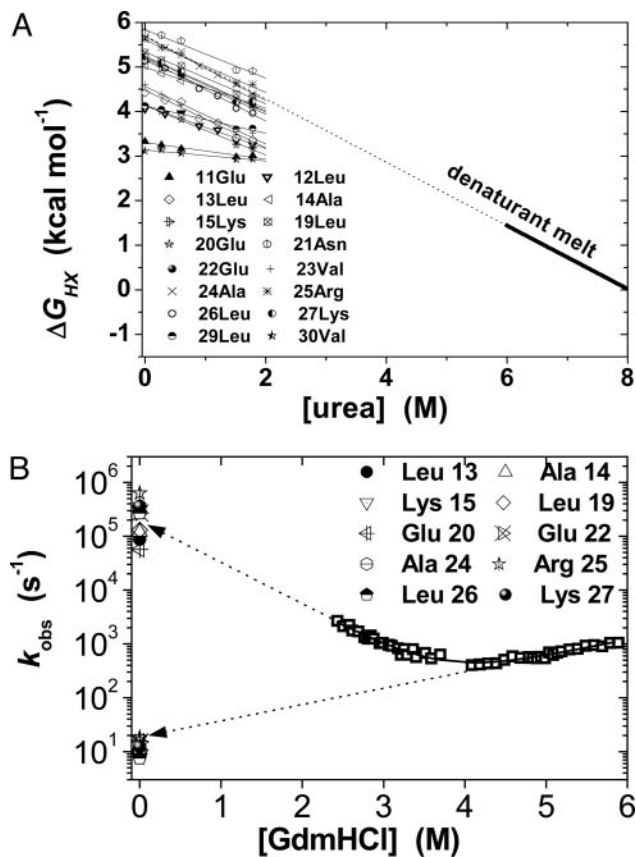 A
6
5
4
3
2
1
0
-1
ΔG_HX (kcal mol⁻¹)
11Glu 12Leu
13Leu 14Ala
15Lys 19Leu
20Glu 21Asn
22Glu 23Val
24Ala 25Arg
26Leu 27Lys
29Leu 30Val
denaturant melt
0 2 4 6 8
[urea] (M)
B
10⁶
10⁵
10⁴
10³
10²
10¹
k_obs (s⁻¹)
Leu 13 Ala 14
Lys 15 Leu 19
Glu 20 Glu 22
Ala 24 Arg 25
Leu 26 Lys 27
0 1 2 3 4 5 6
[GdmHCl] (M)